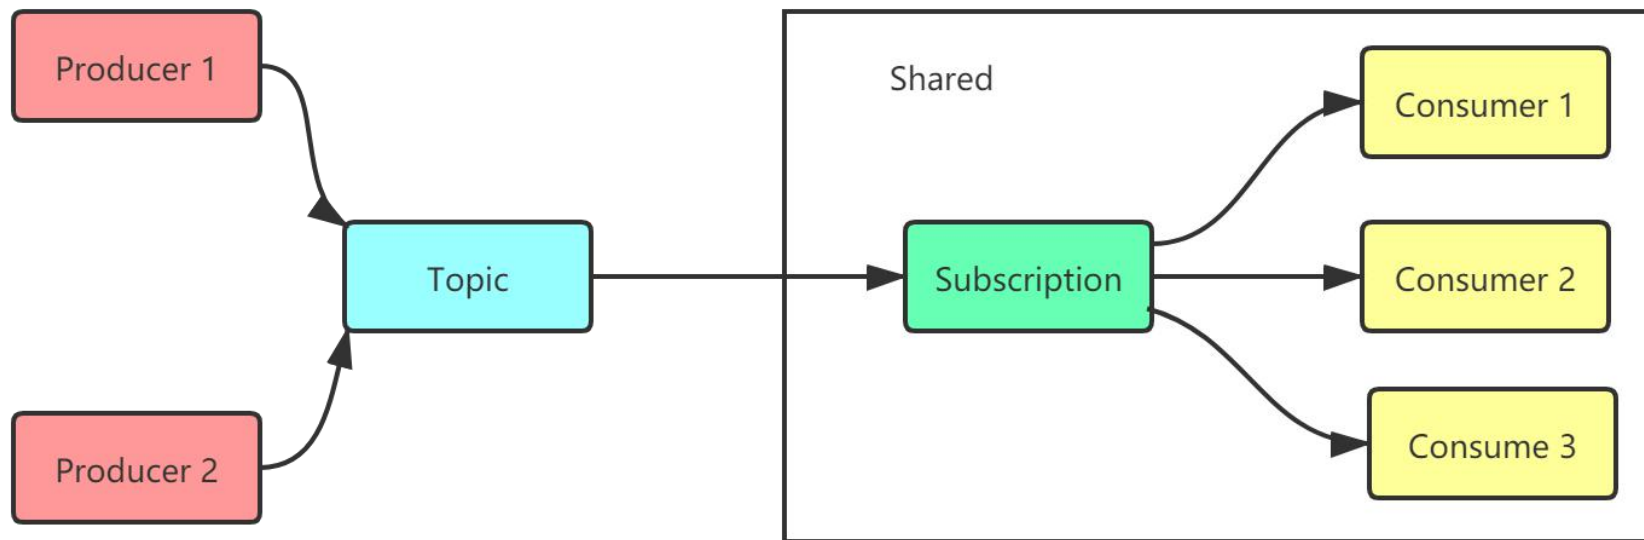 Producer 1
Shared
Consumer 1
Topic
Subscription
Consumer 2
Producer 2
Consume 3